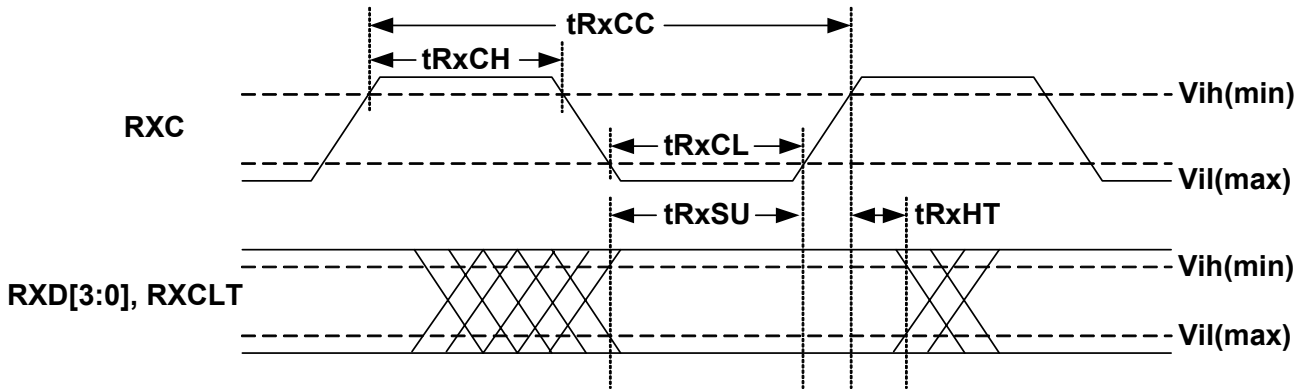 tRxCC
tRxCH
Vih(min)
RXC
tRxCL
Vil(max)
tRxSU
tRxHT
Vih(min)
RXD[3:0], RXCLT
Vil(max)